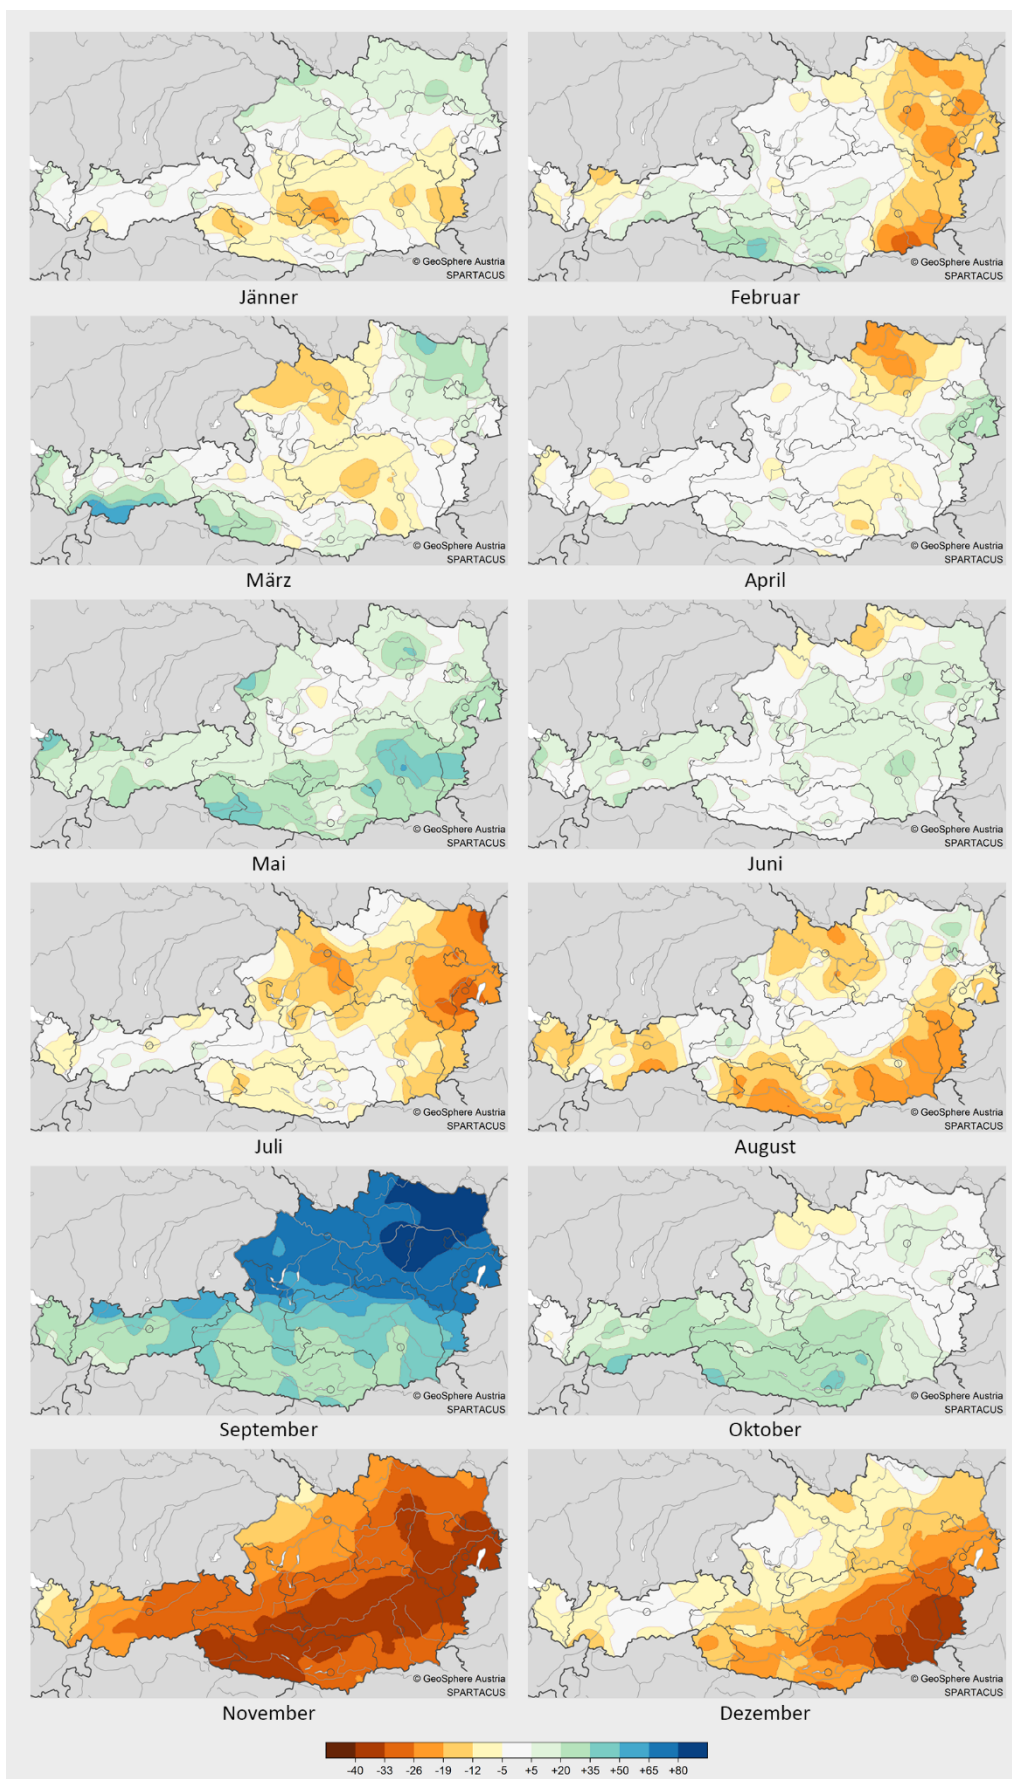 © GeoSphere Austria
SPARTACUS
Jänner
© GeoSphere Austria
SPARTACUS
Februar
© GeoSphere Austria
SPARTACUS
März
© GeoSphere Austria
SPARTACUS
April
© GeoSphere Austria
SPARTACUS
Mai
© GeoSphere Austria
SPARTACUS
Juni
© GeoSphere Austria
SPARTACUS
Juli
© GeoSphere Austria
SPARTACUS
August
© GeoSphere Austria
SPARTACUS
September
© GeoSphere Austria
SPARTACUS
Oktober
© GeoSphere Austria
SPARTACUS
November
© GeoSphere Austria
SPARTACUS
Dezember
-40 -33 -26 -19 -12 -5 +5 +20 +35 +50 +65 +80